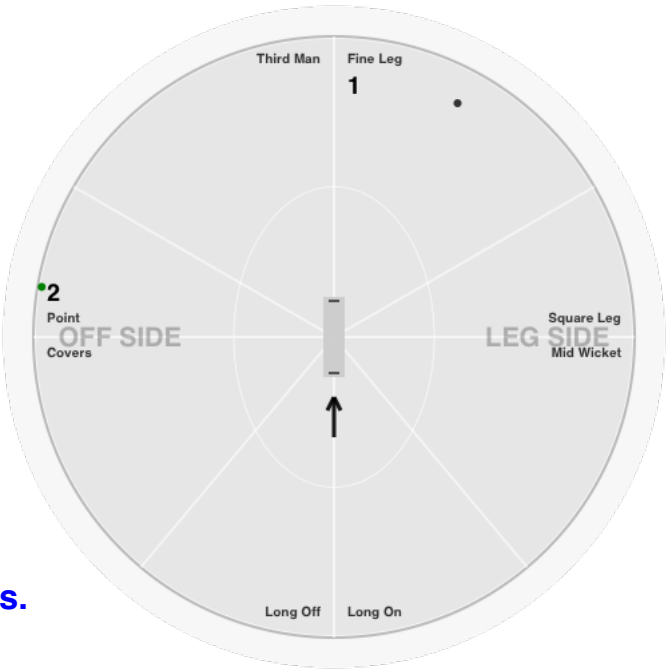 Third Man
Fine Leg
1
2
Point
Square Leg
OFF SIDE
LEG SIDE
Covers
Mid Wicket
s.
Long Off
Long On